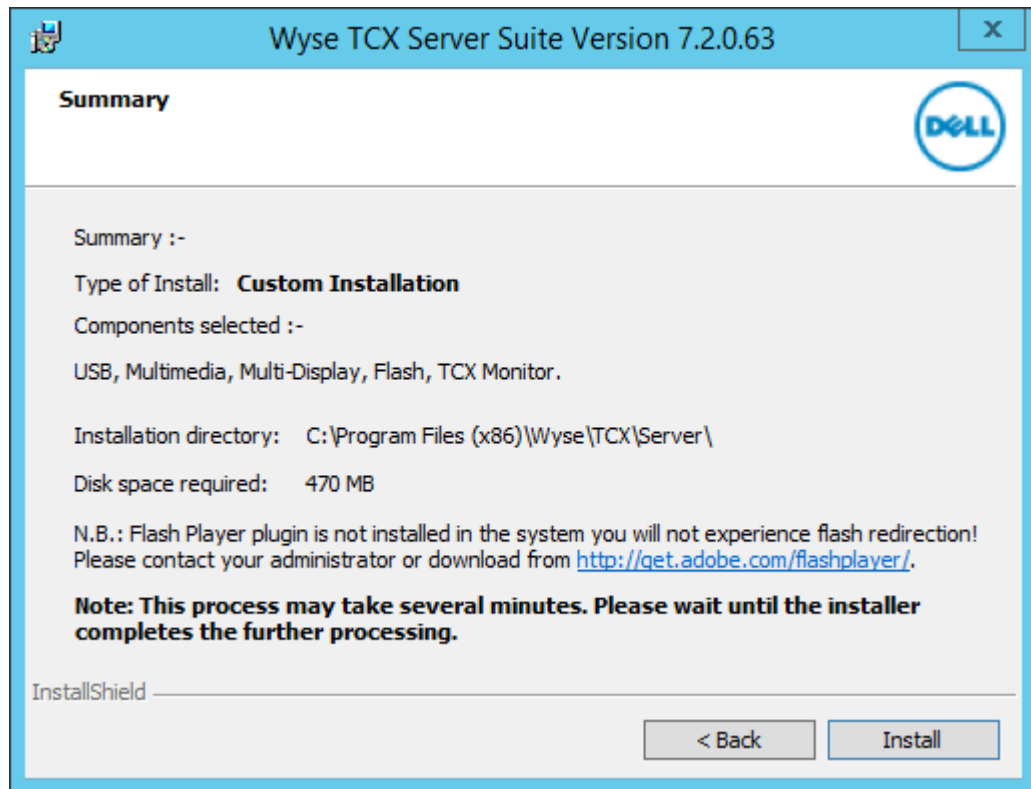 Wyse TCX Server Suite Version 7.2.0.63
x
Summary
DELL
Summary :-
Type of Install: Custom Installation
Components selected :-
USB, Multimedia, Multi-Display, Flash, TCX Monitor.
Installation directory: C:\Program Files (x86)\Wyse\TCX\Server\
Disk space required: 470 MB
N.B.: Flash Player plugin is not installed in the system you will not experience flash redirection!
Please contact your administrator or download from http://get.adobe.com/flashplayer/.
Note: This process may take several minutes. Please wait until the installer
completes the further processing.
InstallShield
< Back Install